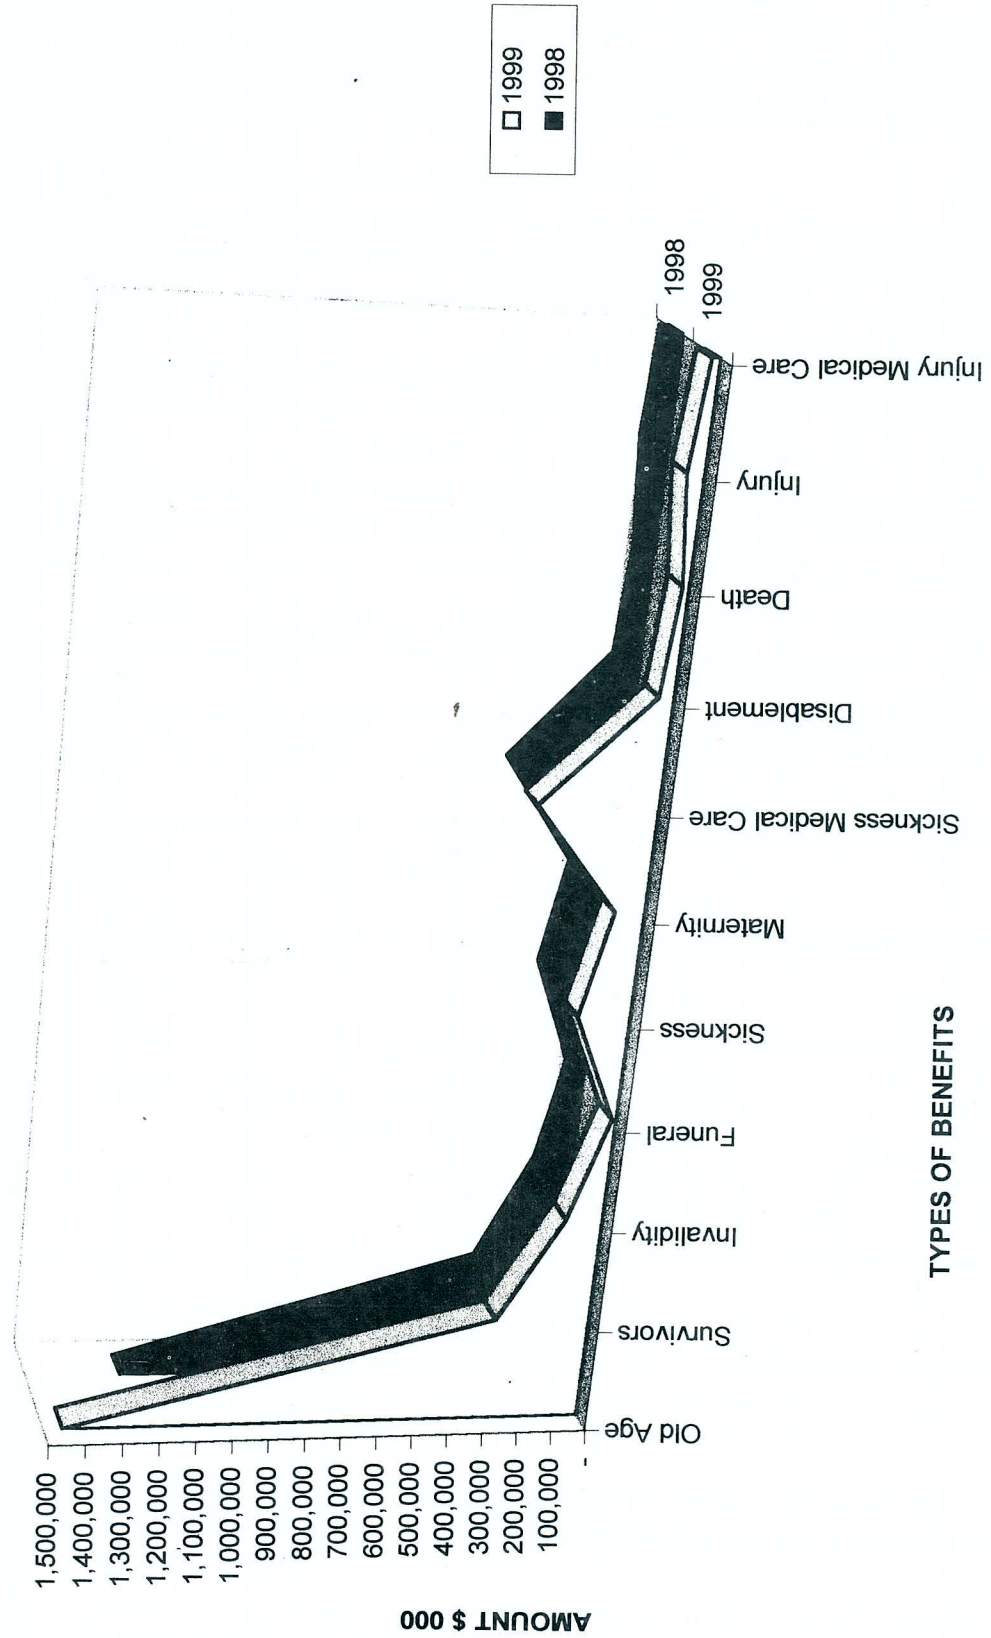 AMOUNT $ 000
1,500,000
1,400,000
1,300,000
1,200,000
1,100,000
1,000,000
900,000
800,000
700,000
600,000
500,000
400,000
300,000
200,000
100,000
-
Old Age
Survivors
Invalidity
Funeral
Sickness
Maternity
Sickness Medical Care
Disablement
Death
Injury
Injury Medical Care
1998
1999
TYPES OF BENEFITS
1999
1998